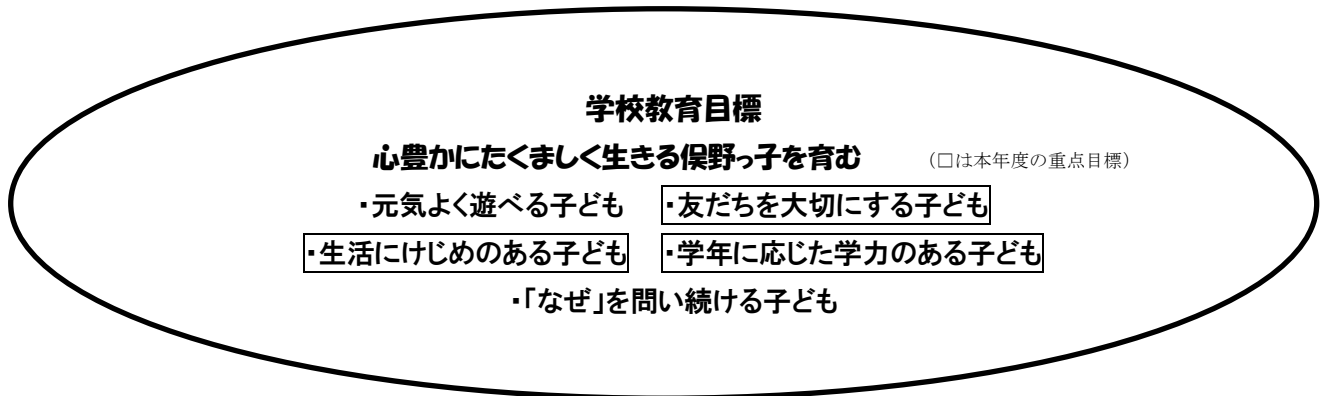 学校教育目標
心豊かにたくましく生きる俣野っ子を育む （□は本年度の重点目標）
・元気よく遊べる子ども ・友だちを大切にする子ども
・生活にけじめのある子ども ・学年に応じた学力のある子ども
・「なぜ」を問い続ける子ども